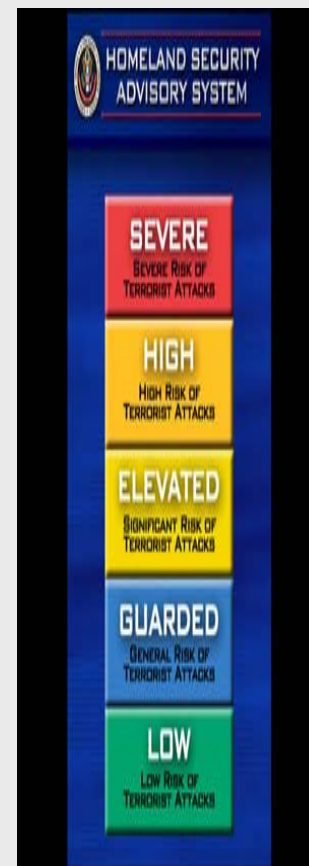 HOMELAND SECURITY
ADVISORY SYSTEM
SEVERE
SEVERE RISK OF
TERRORIST ATTACKS
HIGH
HIGH RISK OF
TERRORIST ATTACKS
ELEVATED
SIGNIFICANT RISK OF
TERRORIST ATTACKS
GUARDED
GENERAL RISK OF
TERRORIST ATTACKS
LOW
LOW RISK OF
TERRORIST ATTACKS